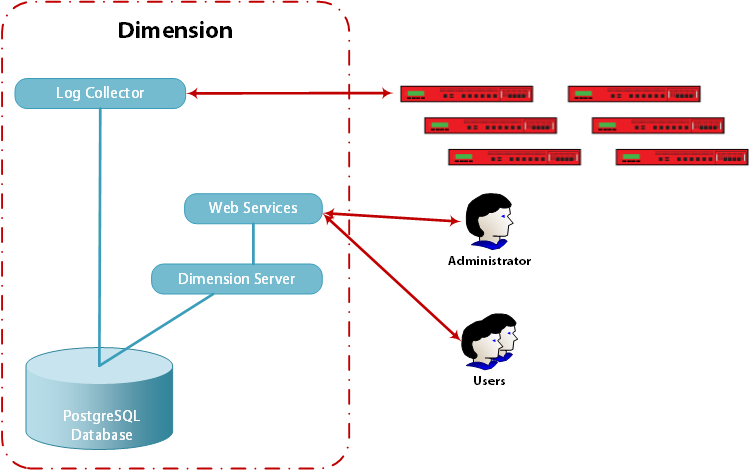 Dimension
Log Collector
Web Services
Administrator
Dimension Server
Users
PostgreSQL
Database